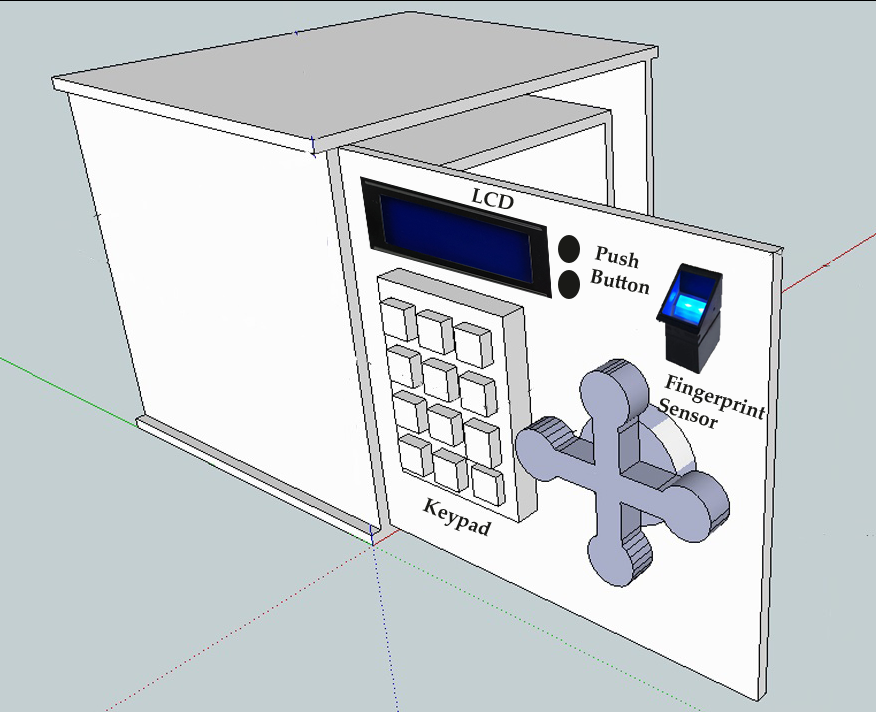 LCD
Push
Button
Fingerprint
Sensor
Keypad